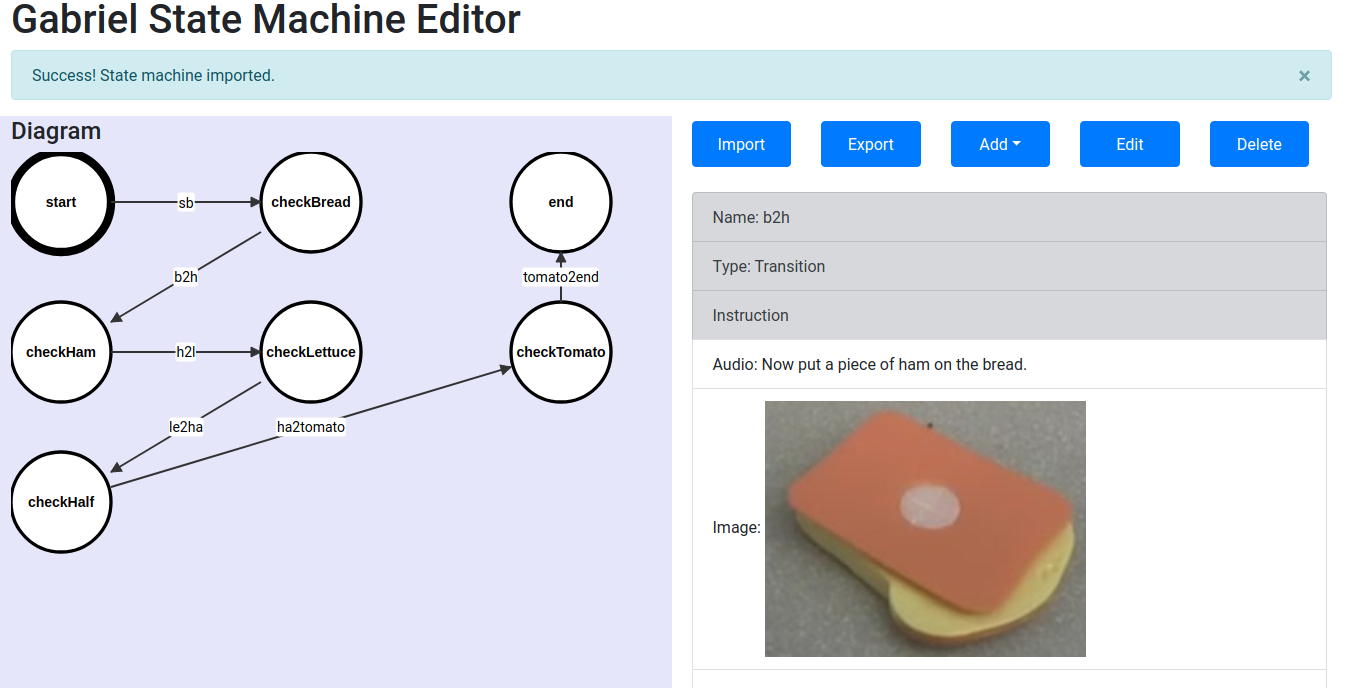 Gabriel State Machine Editor
Success! State machine imported.
×
Diagram
Import
Export
Add
Edit
Delete
start
sb
checkBread
end
b2h
tomato2end
checkHam
h2l
checkLettuce
checkTomato
le2ha
ha2tomato
checkHalf
Name: b2h
Type: Transition
Instruction
Audio: Now put a piece of ham on the bread.
Image: